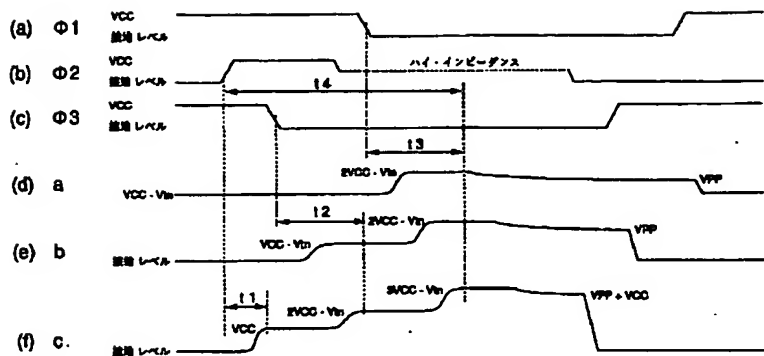 (a) Φ1 VCC
接地 レベル
(b) Φ2 VCC ハイ・インピーダンス
接地 レベル
t4
(c) Φ3 VCC
接地 レベル
t3
(d) a VCC - Vtn 2VCC - Vtn VPP
t2
(e) b 接地 レベル VCC - Vtn 2VCC - Vtn VPP
t1
(f) c. 接地 レベル VCC 2VCC - Vtn 3VCC - Vtn VPP + VCC